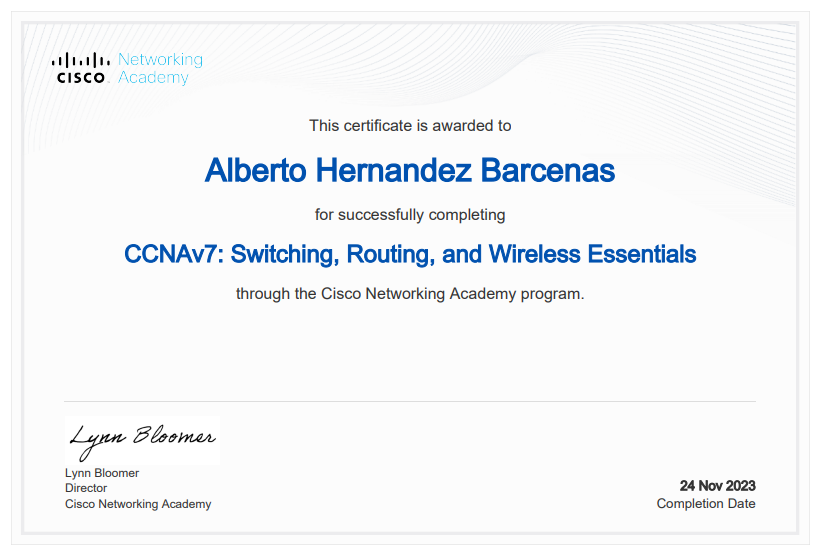 CISCO
Networking
Academy
This certificate is awarded to
Alberto Hernandez Barcenas
for successfully completing
CCNAv7: Switching, Routing, and Wireless Essentials
through the Cisco Networking Academy program.
Lynn Bloomer
Lynn Bloomer
Director
Cisco Networking Academy
24 Nov 2023
Completion Date